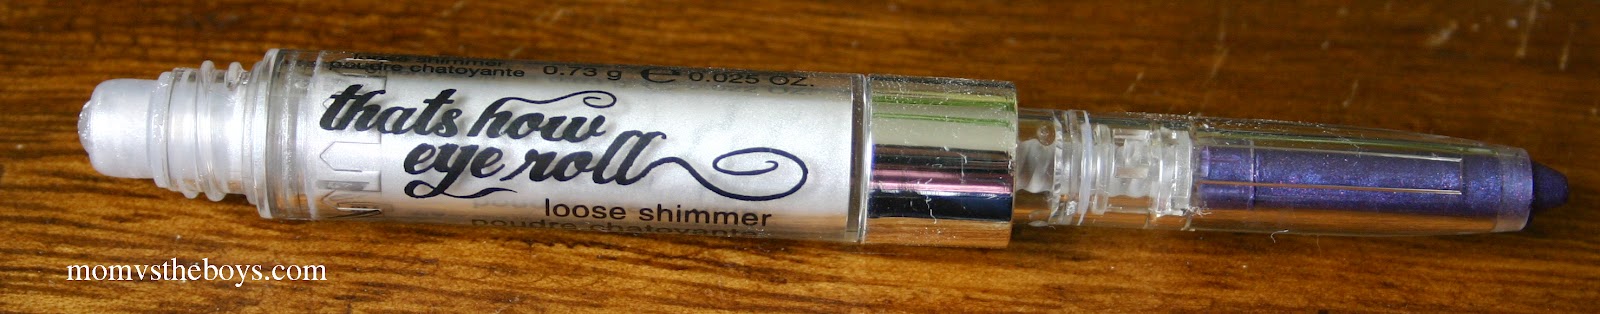 loose shimmer
poudre chatoyante 0.73 g e 0.025 oz.
thats how
eye roll
loose shimmer
poudre chatoyante
momvstheboys.com